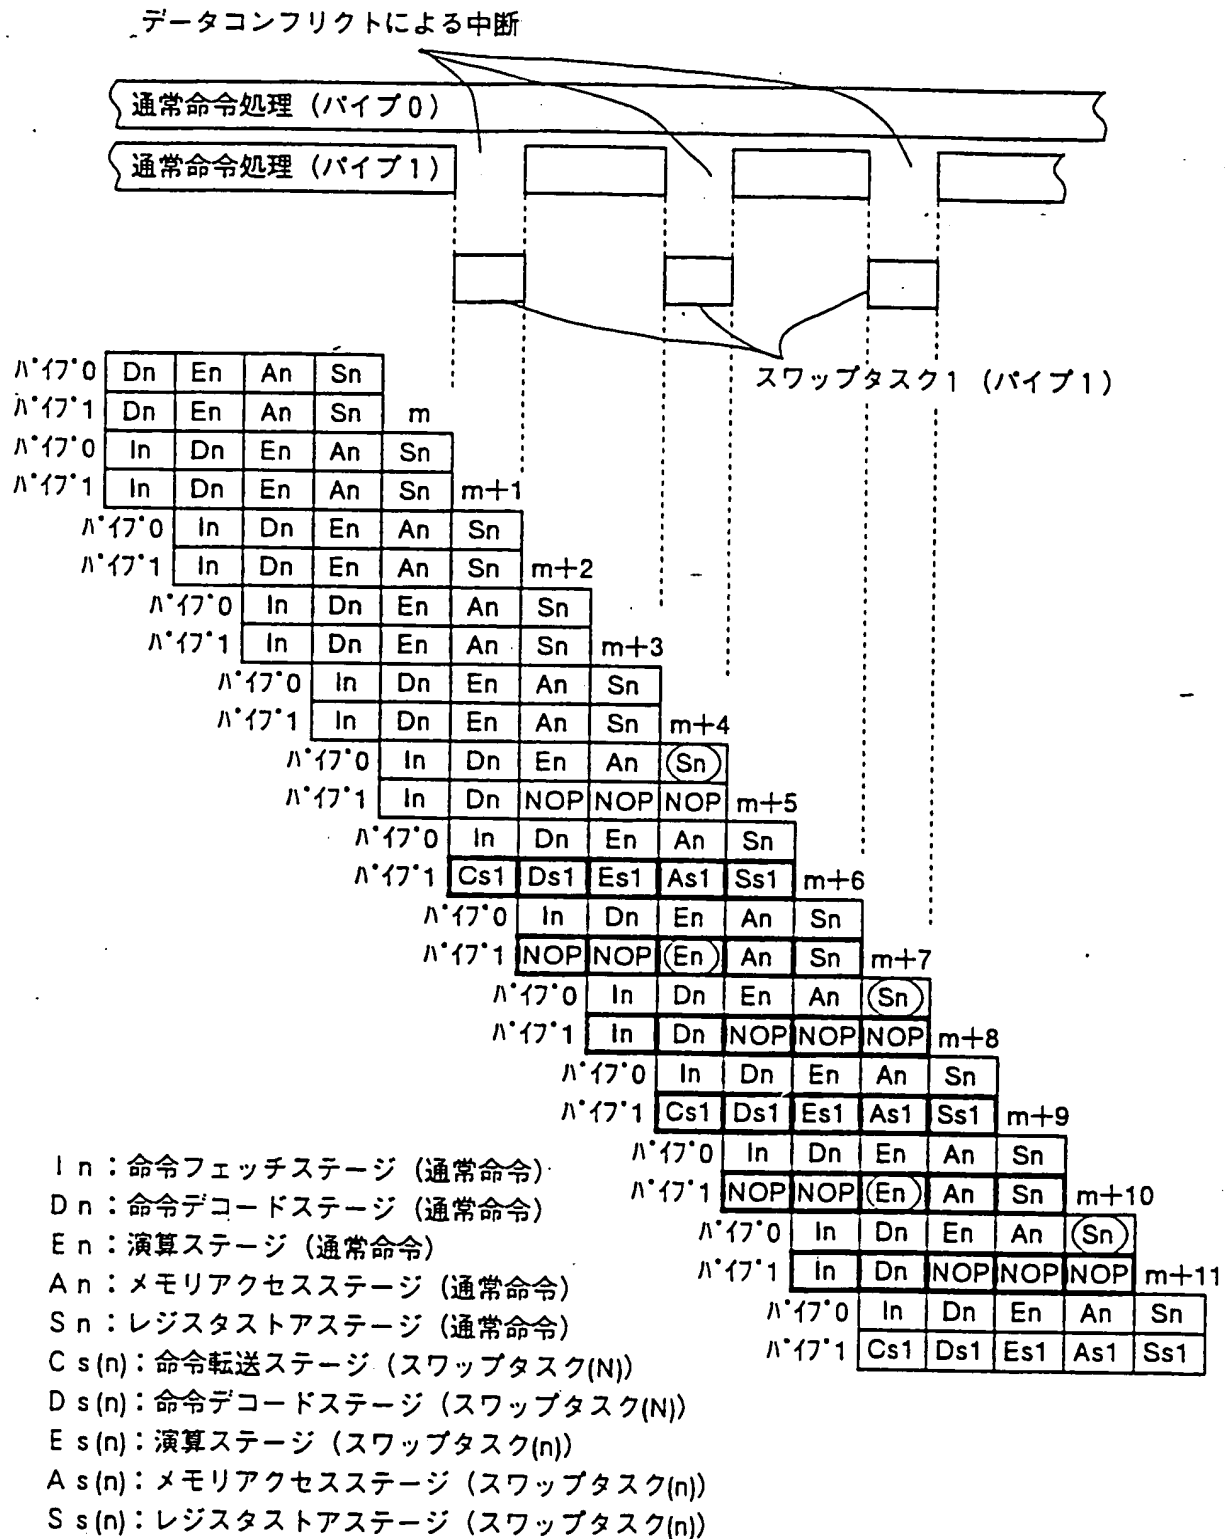 データコンフリクトによる中断
通常命令処理（パイプ0）
通常命令処理（パイプ1）
スワップタスク1（パイプ1）
ﾊﾟｲﾌﾟ0 Dn En An Sn
ﾊﾟｲﾌﾟ1 Dn En An Sn m
ﾊﾟｲﾌﾟ0 In Dn En An Sn
ﾊﾟｲﾌﾟ1 In Dn En An Sn m+1
ﾊﾟｲﾌﾟ0 In Dn En An Sn
ﾊﾟｲﾌﾟ1 In Dn En An Sn m+2
ﾊﾟｲﾌﾟ0 In Dn En An Sn
ﾊﾟｲﾌﾟ1 In Dn En An Sn m+3
ﾊﾟｲﾌﾟ0 In Dn En An Sn
ﾊﾟｲﾌﾟ1 In Dn En An Sn m+4
ﾊﾟｲﾌﾟ0 In Dn En An Sn
ﾊﾟｲﾌﾟ1 In Dn NOP NOP NOP m+5
ﾊﾟｲﾌﾟ0 In Dn En An Sn
ﾊﾟｲﾌﾟ1 Cs1 Ds1 Es1 As1 Ss1 m+6
ﾊﾟｲﾌﾟ0 In Dn En An Sn
ﾊﾟｲﾌﾟ1 NOP NOP En An Sn m+7
ﾊﾟｲﾌﾟ0 In Dn En An Sn
ﾊﾟｲﾌﾟ1 In Dn NOP NOP NOP m+8
ﾊﾟｲﾌﾟ0 In Dn En An Sn
ﾊﾟｲﾌﾟ1 Cs1 Ds1 Es1 As1 Ss1 m+9
ﾊﾟｲﾌﾟ0 In Dn En An Sn
ﾊﾟｲﾌﾟ1 NOP NOP En An Sn m+10
ﾊﾟｲﾌﾟ0 In Dn En An Sn
ﾊﾟｲﾌﾟ1 In Dn NOP NOP NOP m+11
ﾊﾟｲﾌﾟ0 In Dn En An Sn
ﾊﾟｲﾌﾟ1 Cs1 Ds1 Es1 As1 Ss1
In：命令フェッチステージ（通常命令）
Dn：命令デコードステージ（通常命令）
En：演算ステージ（通常命令）
An：メモリアクセスステージ（通常命令）
Sn：レジスタストアステージ（通常命令）
Cs(n)：命令転送ステージ（スワップタスク(N)）
Ds(n)：命令デコードステージ（スワップタスク(N)）
Es(n)：演算ステージ（スワップタスク(n)）
As(n)：メモリアクセスステージ（スワップタスク(n)）
Ss(n)：レジスタストアステージ（スワップタスク(n)）